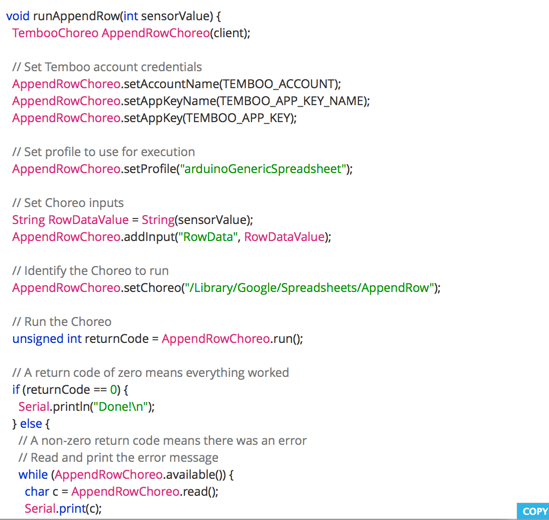 void runAppendRow(int sensorValue) {
TembooChoreo AppendRowChoreo(client);
// Set Temboo account credentials
AppendRowChoreo.setAccountName(TEMBOO_ACCOUNT);
AppendRowChoreo.setAppKeyName(TEMBOO_APP_KEY_NAME);
AppendRowChoreo.setAppKey(TEMBOO_APP_KEY);
// Set profile to use for execution
AppendRowChoreo.setProfile("arduinoGenericSpreadsheet");
// Set Choreo inputs
String RowDataValue = String(sensorValue);
AppendRowChoreo.addInput("RowData", RowDataValue);
// Identify the Choreo to run
AppendRowChoreo.setChoreo("/Library/Google/Spreadsheets/AppendRow");
// Run the Choreo
unsigned int returnCode = AppendRowChoreo.run();
// A return code of zero means everything worked
if (returnCode == 0) {
Serial.println("Done!\n");
} else {
// A non-zero return code means there was an error
// Read and print the error message
while (AppendRowChoreo.available()) {
char c = AppendRowChoreo.read();
Serial.print(c);
COPY